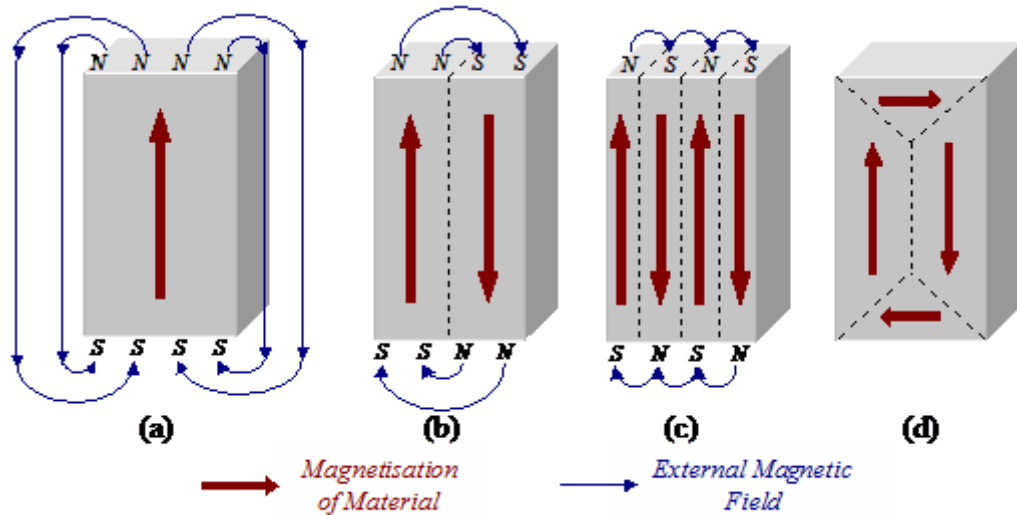 N N N N
N N S S
N S N S
S S S S
S S N N
S N S N
(a)
(b)
(c)
(d)
Magnetisation
of Material
External Magnetic
Field